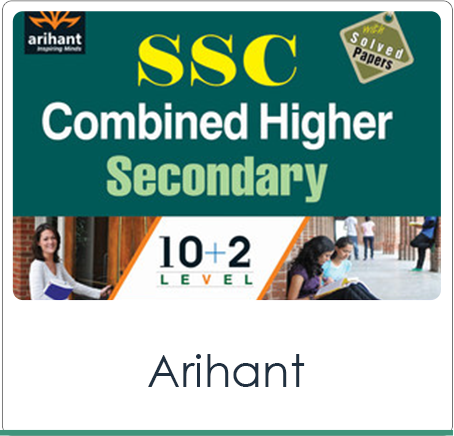 arihant
Inspiring Minds
with
Solved
Papers
SSC
Combined Higher
Secondary
10+2
LEVEL
Arihant